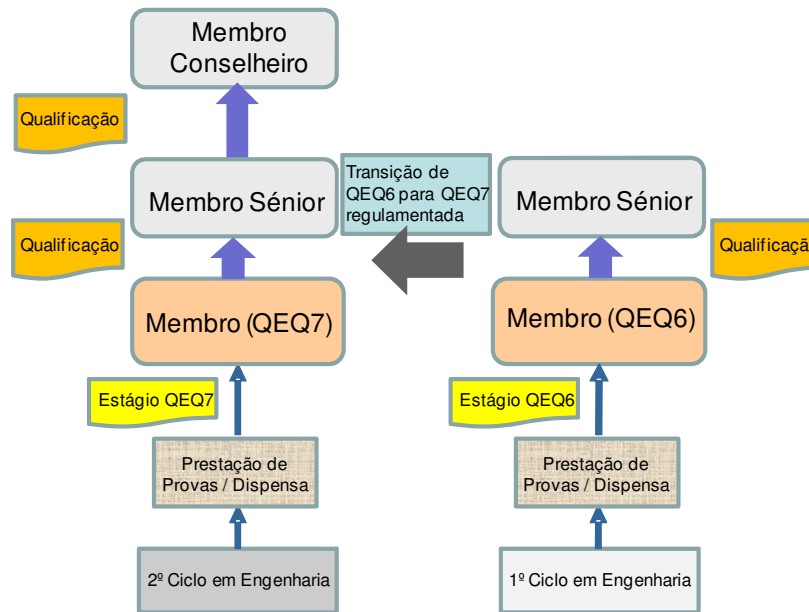 Membro
Conselheiro
Qualificação
Membro Sénior
Transição de
QEQ6 para QEQ7
regulamentada
Membro Sénior
Qualificação
Qualificaçã
Membro (QEQ7)
Membro (QEQ6)
Estágio QEQ7
Estágio QEQ6
Prestação de
Provas / Dispensa
Prestação de
Provas / Dispensa
2º Ciclo em Engenharia
1º Ciclo em Engenharia